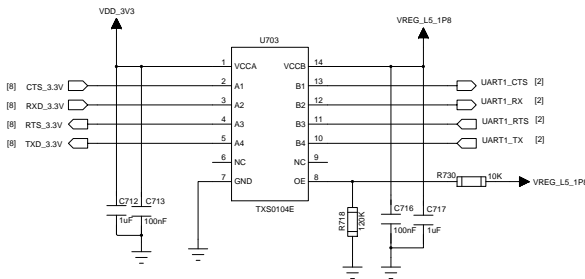 VDD_3V3
VREG_L5_1P8
U703
1 VCCA VCCB 14
[8] CTS_3.3V 2 A1 B1 13 UART1_CTS [2]
[8] RXD_3.3V 3 A2 B2 12 UART1_RX [2]
[8] RTS_3.3V 4 A3 B3 11 UART1_RTS [2]
[8] TXD_3.3V 5 A4 B4 10 UART1_TX [2]
6 NC NC 9
7 GND OE 8 R730 10K VREG_L5_1P8
TXS0104E
C712 C713 R718 120K C716 C717
1uF 100nF 100nF 1uF